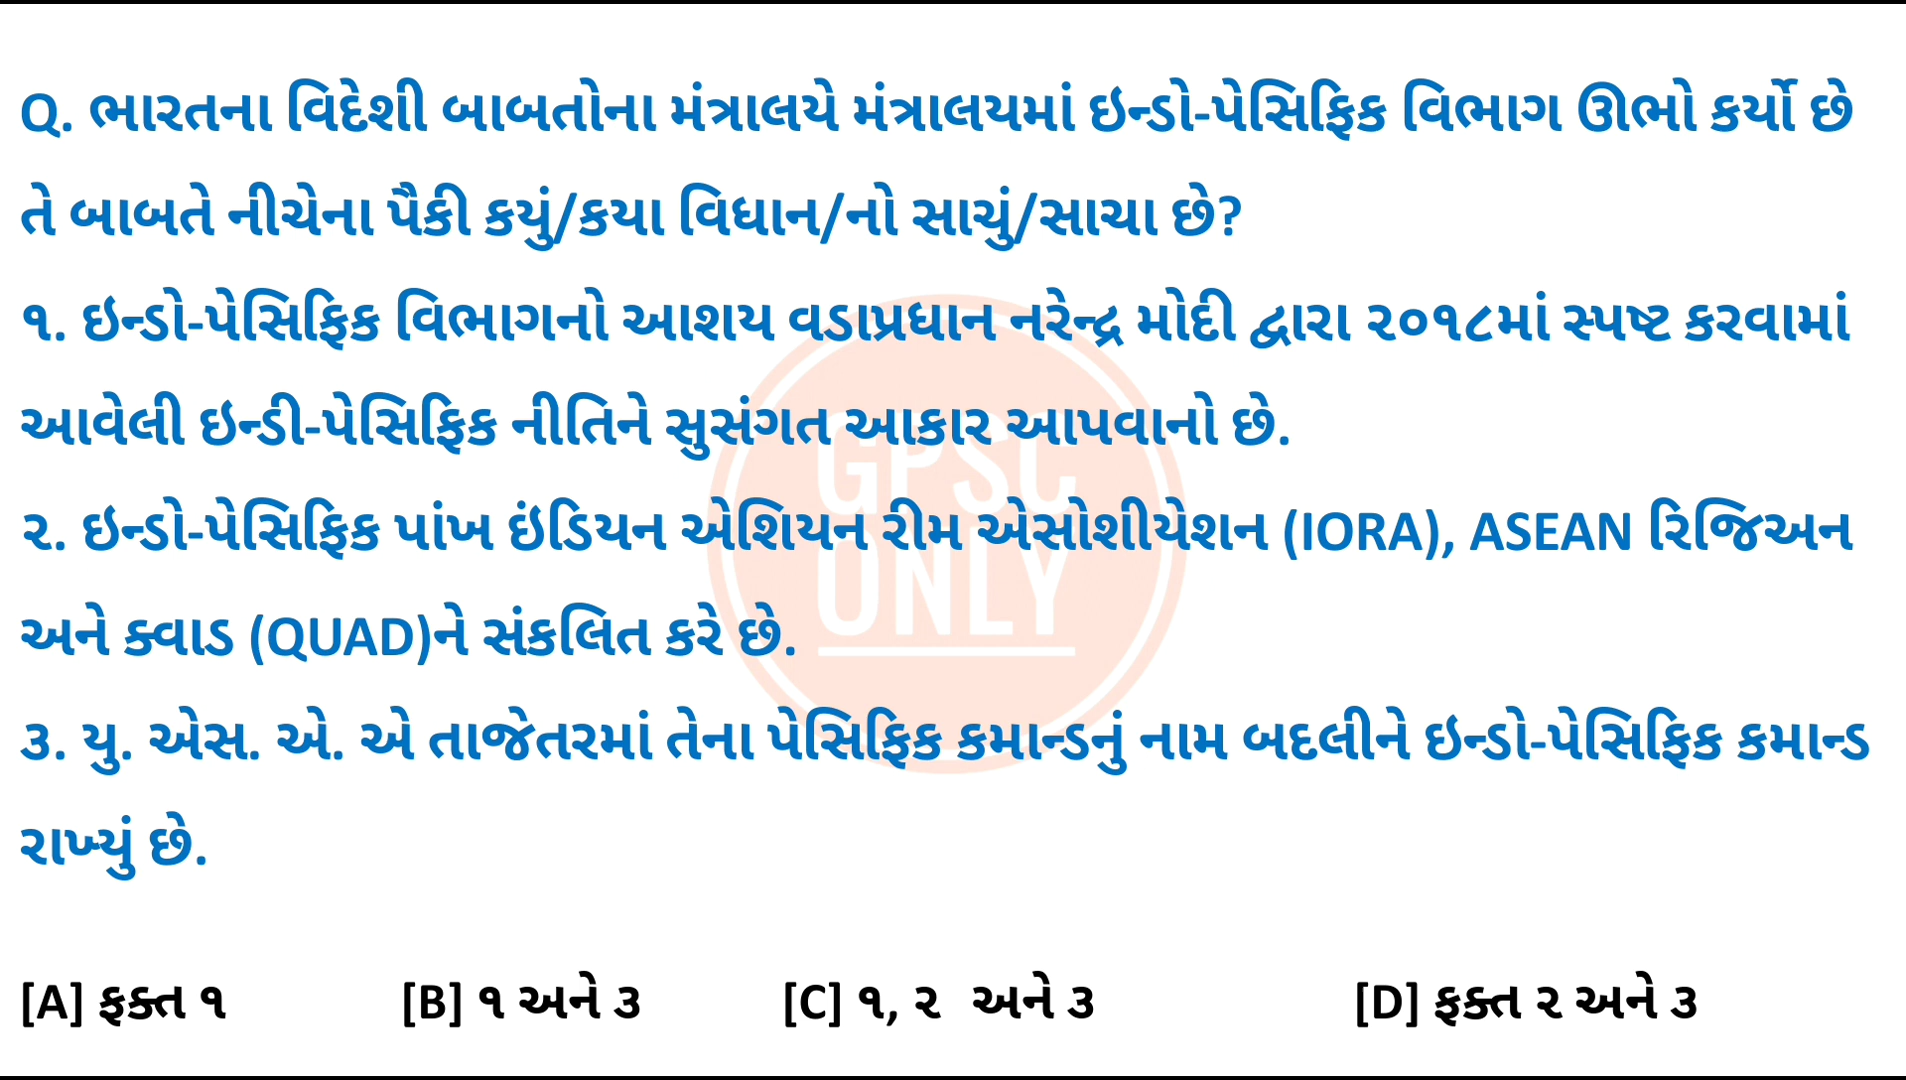 Q. ભારતના વિદેશી બાબતોના મંત્રાલયે મંત્રાલયમાં ઇન્ડો-પેસિફિક વિભાગ ઊભો કર્યો છે
તે બાબતે નીચેના પૈકી કયું/કયા વિધાન/નો સાચું/સાચા છે?
૧. ઇન્ડો-પેસિફિક વિભાગનો આશય વડાપ્રધાન નરેન્દ્ર મોદી દ્વારા ૨૦૧૮માં સ્પષ્ટ કરવામાં
આવેલી ઇન્ડી-પેસિફિક નીતિને સુસંગત આકાર આપવાનો છે.
૨. ઇન્ડો-પેસિફિક પાંખ ઇંડિયન એશિયન રીમ એસોશીયેશન (IORA), ASEAN રિજિઅન
અને ક્વાડ (QUAD)ને સંકલિત કરે છે.
૩. યુ. એસ. એ. એ તાજેતરમાં તેના પેસિફિક કમાન્ડનું નામ બદલીને ઇન્ડો-પેસિફિક કમાન્ડ
રાખ્યું છે.
[A] ફક્ત ૧ [B] ૧ અને ૩ [C] ૧, ૨ અને ૩ [D] ફક્ત ૨ અને ૩
GPSC
ONLY